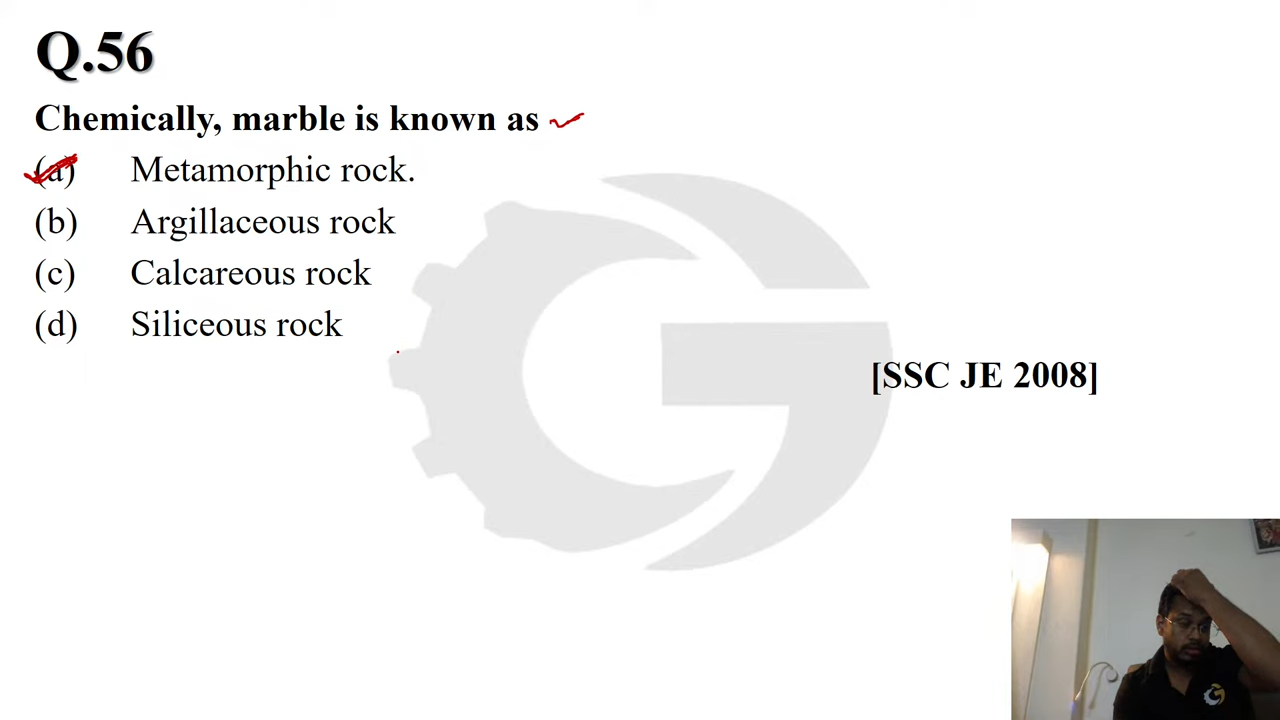 Q.56
Chemically, marble is known as
(a) Metamorphic rock.
(b) Argillaceous rock
(c) Calcareous rock
(d) Siliceous rock
[SSC JE 2008]